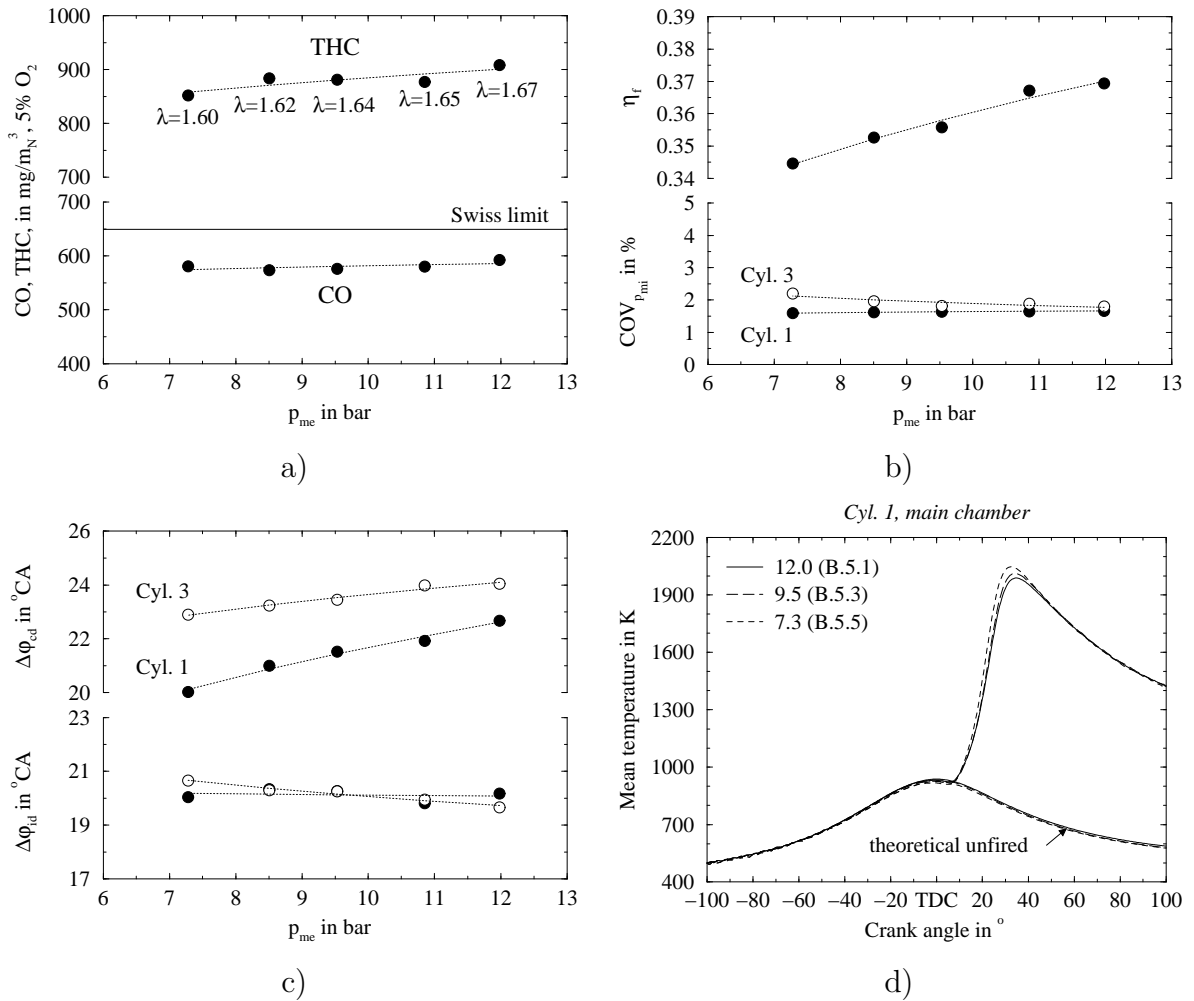 CO, THC, in mg/m_N^3, 5% O_2
1000
900
800
700
THC
λ=1.60
λ=1.62
λ=1.64
λ=1.65
λ=1.67
700
600
500
400
Swiss limit
CO
6 7 8 9 10 11 12 13
p_me in bar
a)
η_f
0.39
0.38
0.37
0.36
0.35
0.34
COV_p_mi in %
5
4
3
2
1
0
Cyl. 3
Cyl. 1
6 7 8 9 10 11 12 13
p_me in bar
b)
Δφ_cd in °CA
26
24
22
20
Cyl. 3
Cyl. 1
Δφ_id in °CA
23
21
19
17
6 7 8 9 10 11 12 13
p_me in bar
c)
Cyl. 1, main chamber
Mean temperature in K
2200
1900
1600
1300
1000
700
400
12.0 (B.5.1)
9.5 (B.5.3)
7.3 (B.5.5)
theoretical unfired
−100 −80 −60 −40 −20 TDC 20 40 60 80 100
Crank angle in °
d)